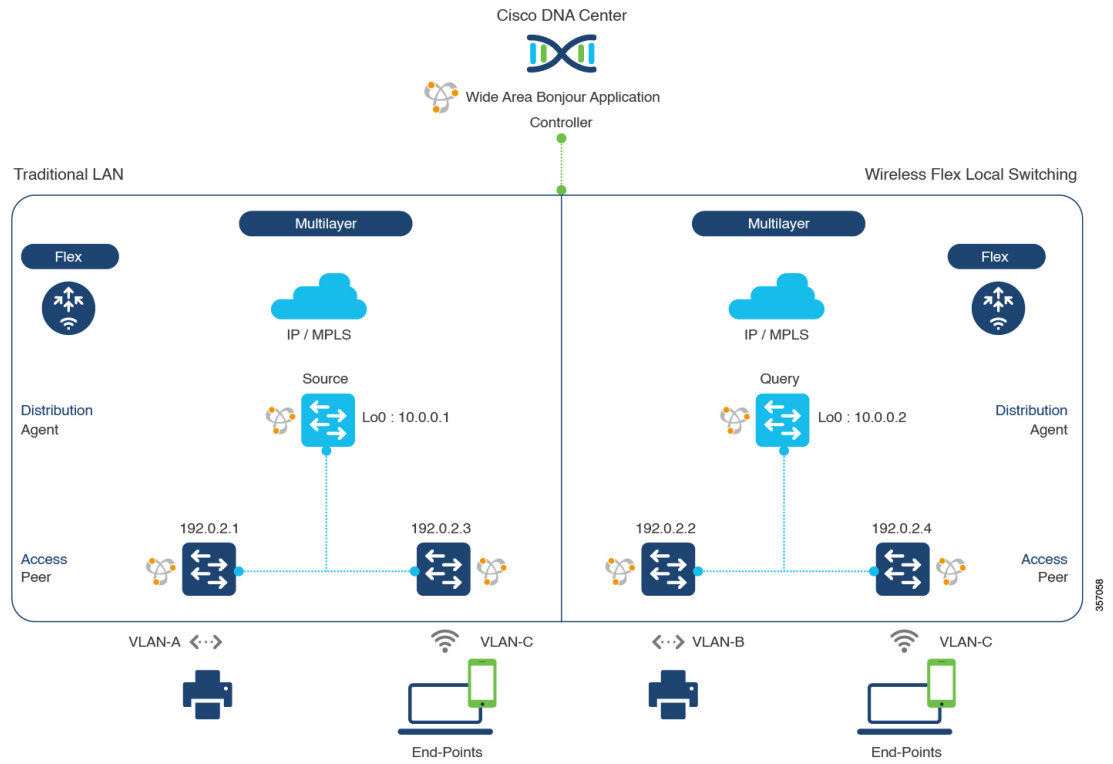 Cisco DNA Center
Wide Area Bonjour Application
Controller
Traditional LAN
Wireless Flex Local Switching
Multilayer
Multilayer
Flex
Flex
IP / MPLS
IP / MPLS
Source
Query
Distribution
Agent
Lo0 : 10.0.0.1
Lo0 : 10.0.0.2
Distribution
Agent
192.0.2.1
192.0.2.3
192.0.2.2
192.0.2.4
Access
Peer
Access
Peer
357058
VLAN-A
VLAN-C
VLAN-B
VLAN-C
End-Points
End-Points